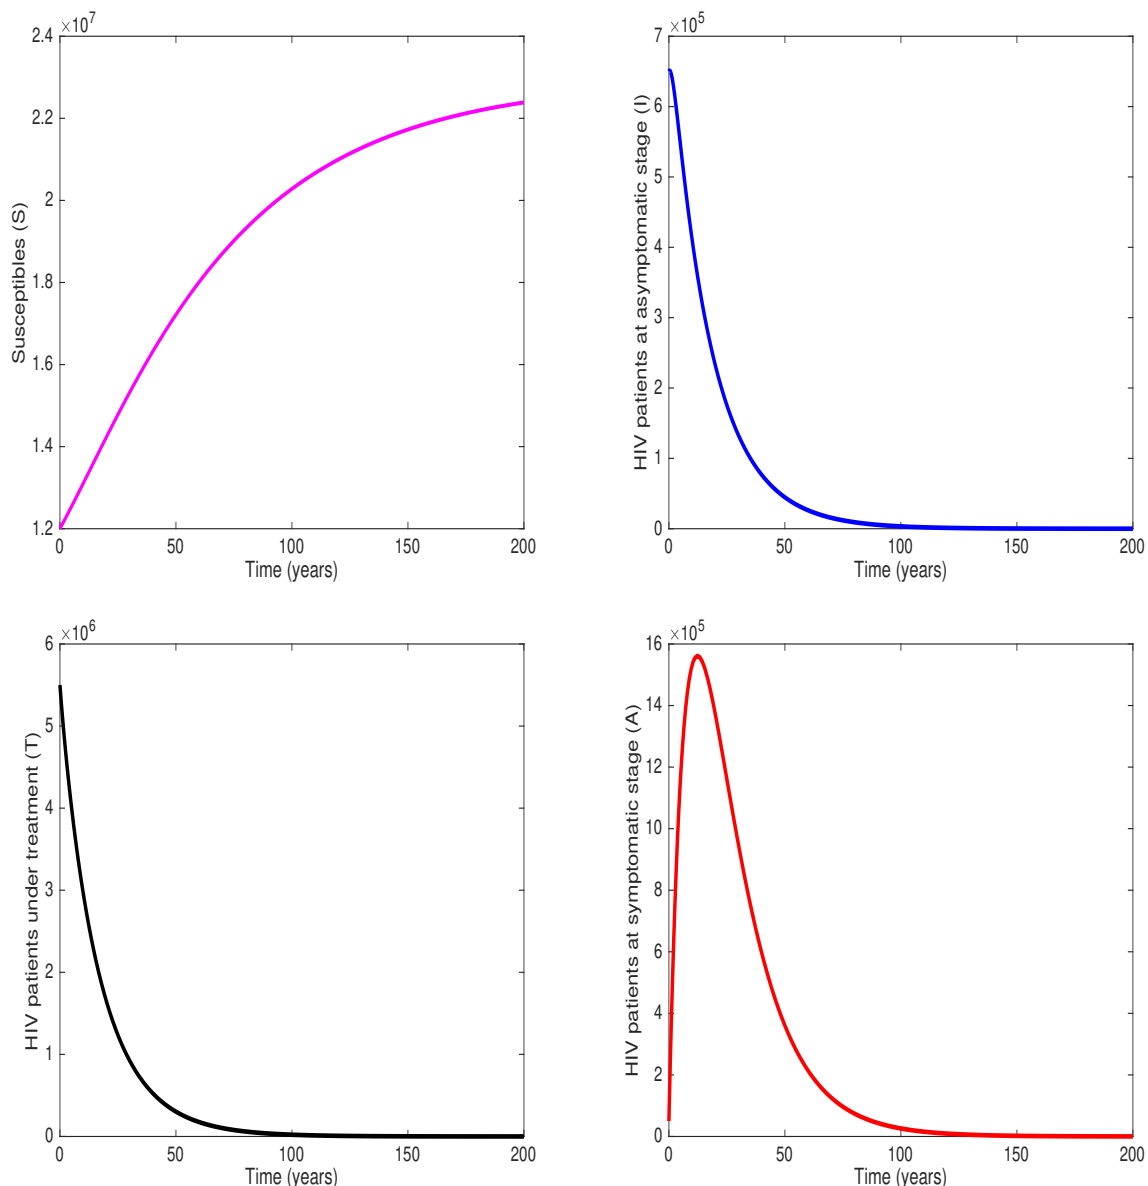 ×10^7
2.4
2.2
2
1.8
1.6
1.4
1.2
Susceptibles (S)
0 50 100 150 200
Time (years)
×10^5
7
6
5
4
3
2
1
0
HIV patients at asymptomatic stage (I)
0 50 100 150 200
Time (years)
×10^6
6
5
4
3
2
1
0
HIV patients under treatment (T)
0 50 100 150 200
Time (years)
×10^5
16
14
12
10
8
6
4
2
0
HIV patients at symptomatic stage (A)
0 50 100 150 200
Time (years)